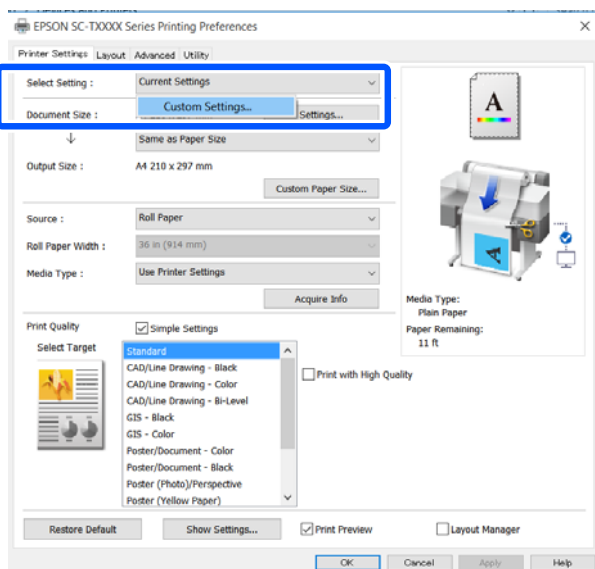 EPSON SC-TXXXX Series Printing Preferences
Printer Settings Layout Advanced Utility
Select Setting : Current Settings
Custom Settings...
Document Size : Settings...
Same as Paper Size
Output Size : A4 210 x 297 mm
Custom Paper Size...
Source : Roll Paper
Roll Paper Width : 36 in (914 mm)
Media Type : Use Printer Settings
Acquire Info
Print Quality Simple Settings
Select Target
Standard
CAD/Line Drawing - Black
CAD/Line Drawing - Color
CAD/Line Drawing - Bi-Level
GIS - Black
GIS - Color
Poster/Document - Color
Poster/Document - Black
Poster (Photo)/Perspective
Poster (Yellow Paper)
Print with High Quality
A
A
Media Type:
Plain Paper
Paper Remaining:
11 ft
Restore Default Show Settings... Print Preview Layout Manager
OK Cancel Apply Help